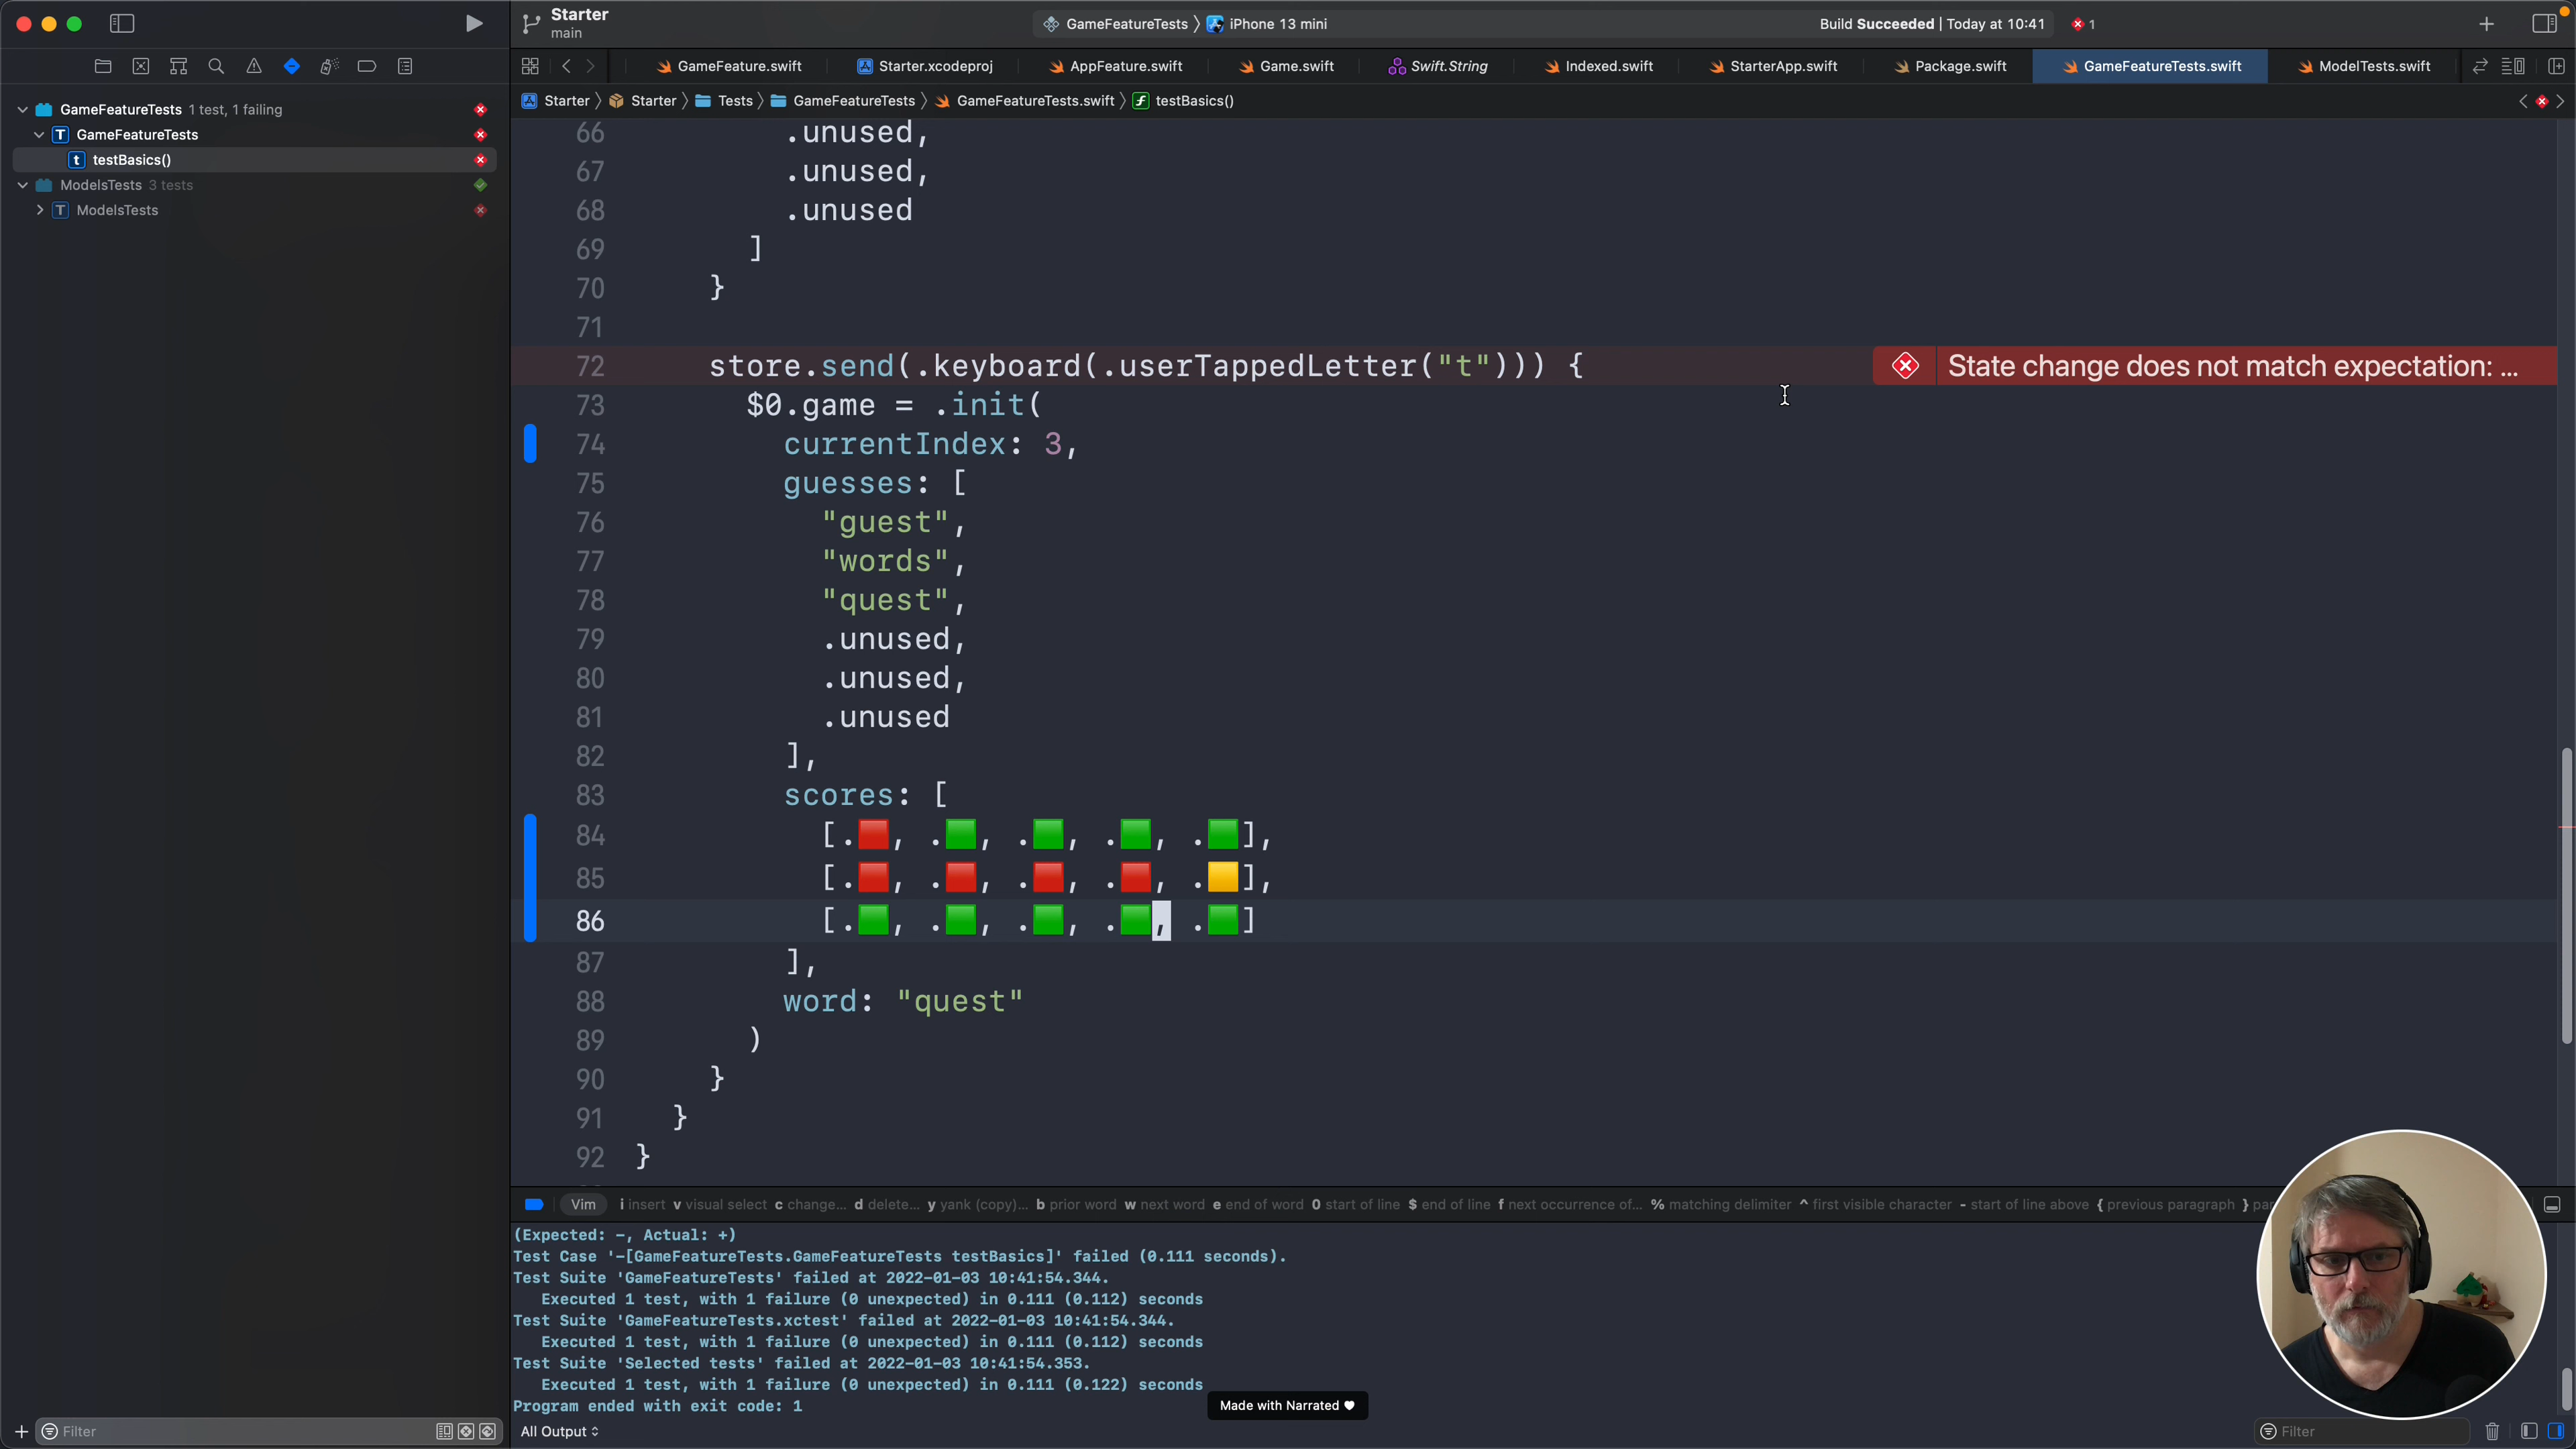 Starter
main
GameFeatureTests
iPhone 13 mini
Build Succeeded | Today at 10:41
1
GameFeature.swift
Starter.xcodeproj
AppFeature.swift
Game.swift
Swift.String
Indexed.swift
StarterApp.swift
Package.swift
GameFeatureTests.swift
ModelTests.swift
Starter
Starter
Tests
GameFeatureTests
GameFeatureTests.swift
testBasics()
GameFeatureTests 1 test, 1 failing
T GameFeatureTests
t testBasics()
ModelsTests 3 tests
T ModelsTests
66 .unused,
67 .unused,
68 .unused
69 ]
70 }
71
72 store.send(.keyboard(.userTappedLetter("t"))) {
State change does not match expectation: ...
73 $0.game = .init(
74 currentIndex: 3,
75 guesses: [
76 "guest",
77 "words",
78 "quest",
79 .unused,
80 .unused,
81 .unused
82 ],
83 scores: [
84 [.🟥, .🟩, .🟩, .🟩, .🟩],
85 [.🟥, .🟥, .🟥, .🟥, .🟨],
86 [.🟩, .🟩, .🟩, .🟩, .🟩]
87 ],
88 word: "quest"
89 )
90 }
91 }
92 }
Vim i insert v visual select c change... d delete... y yank (copy)... b prior word w next word e end of word 0 start of line $ end of line f next occurrence of... % matching delimiter ^ first visible character - start of line above { previous paragraph }
(Expected: −, Actual: +)
Test Case '-[GameFeatureTests.GameFeatureTests testBasics]' failed (0.111 seconds).
Test Suite 'GameFeatureTests' failed at 2022-01-03 10:41:54.344.
Executed 1 test, with 1 failure (0 unexpected) in 0.111 (0.112) seconds
Test Suite 'GameFeatureTests.xctest' failed at 2022-01-03 10:41:54.344.
Executed 1 test, with 1 failure (0 unexpected) in 0.111 (0.112) seconds
Test Suite 'Selected tests' failed at 2022-01-03 10:41:54.353.
Executed 1 test, with 1 failure (0 unexpected) in 0.111 (0.122) seconds
Program ended with exit code: 1
Made with Narrated ♥
Filter
All Output
Filter